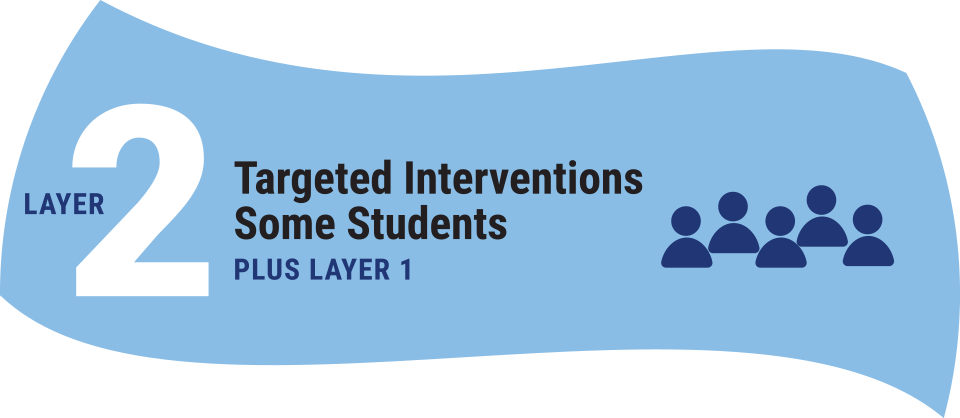 LAYER 2
Targeted Interventions
Some Students
PLUS LAYER 1